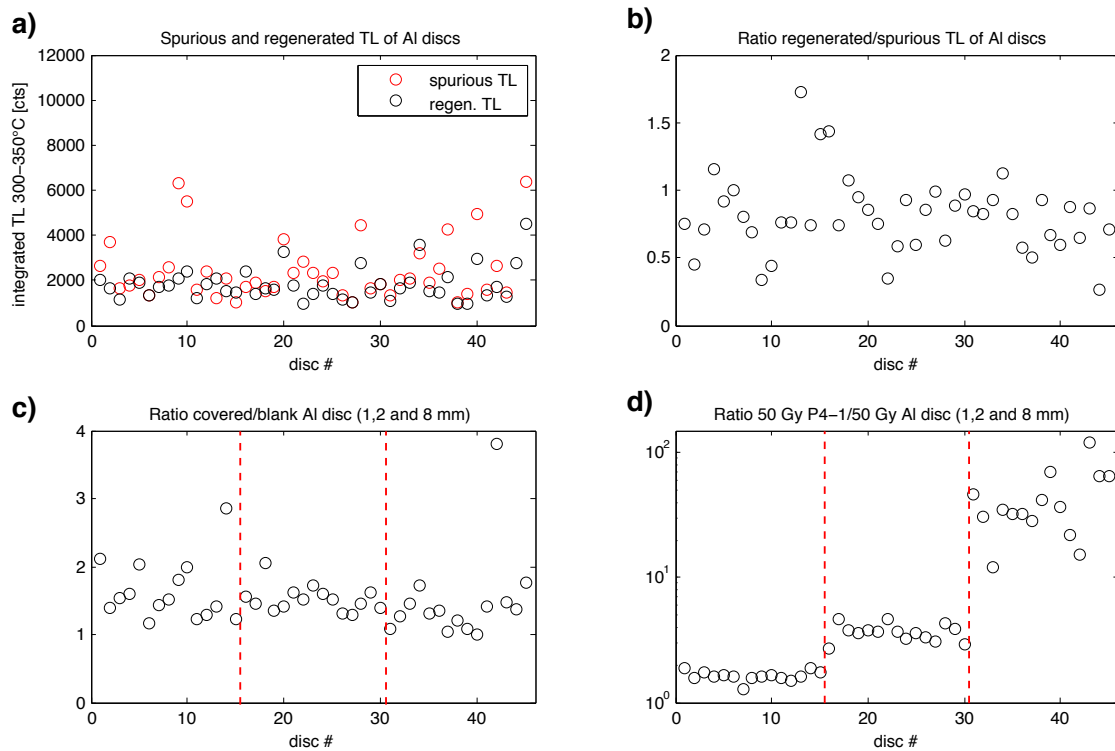 a)
Spurious and regenerated TL of Al discs
12000
10000
8000
6000
4000
2000
0
integrated TL 300–350°C [cts]
spurious TL
regen. TL
0 10 20 30 40
disc #
b)
Ratio regenerated/spurious TL of Al discs
2
1.5
1
0.5
0
0 10 20 30 40
disc #
c)
Ratio covered/blank Al disc (1,2 and 8 mm)
4
3
2
1
0
0 10 20 30 40
disc #
d)
Ratio 50 Gy P4−1/50 Gy Al disc (1,2 and 8 mm)
10²
10¹
10⁰
0 10 20 30 40
disc #